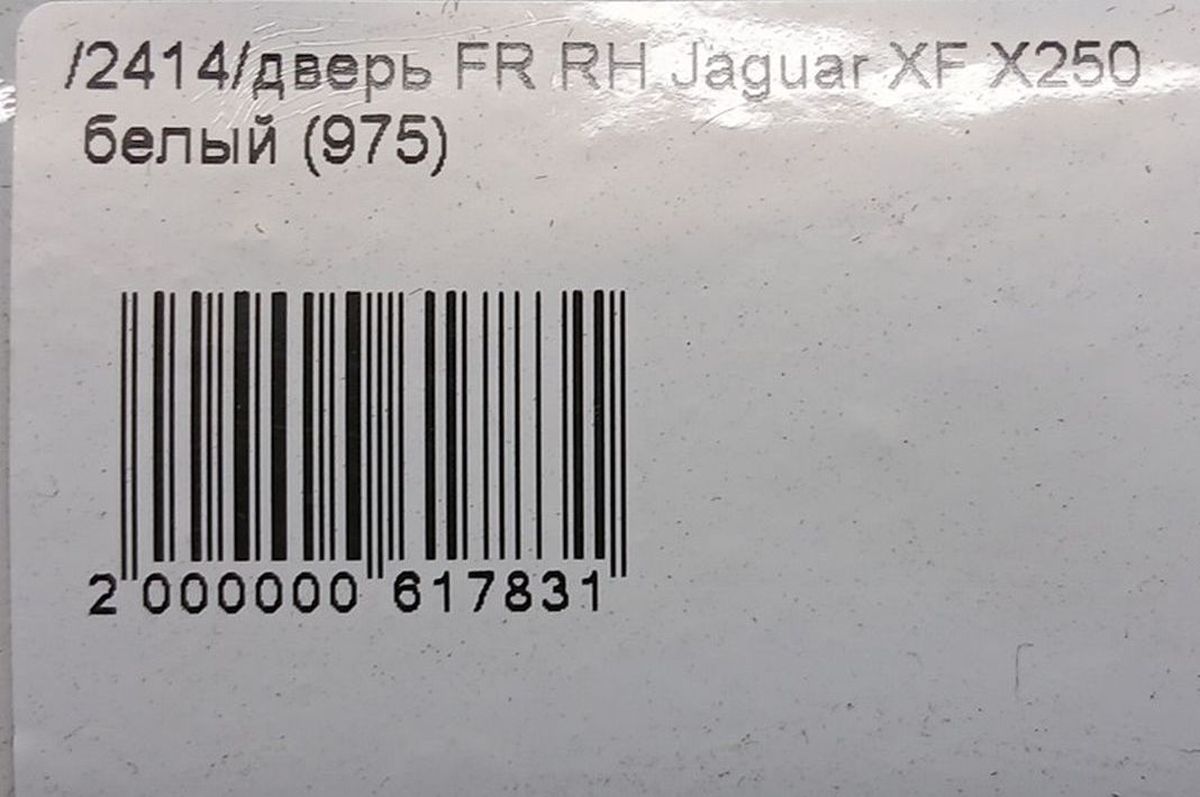 /2414/дверь FR RH Jaguar XF X250
белый (975)
2 000000 617831